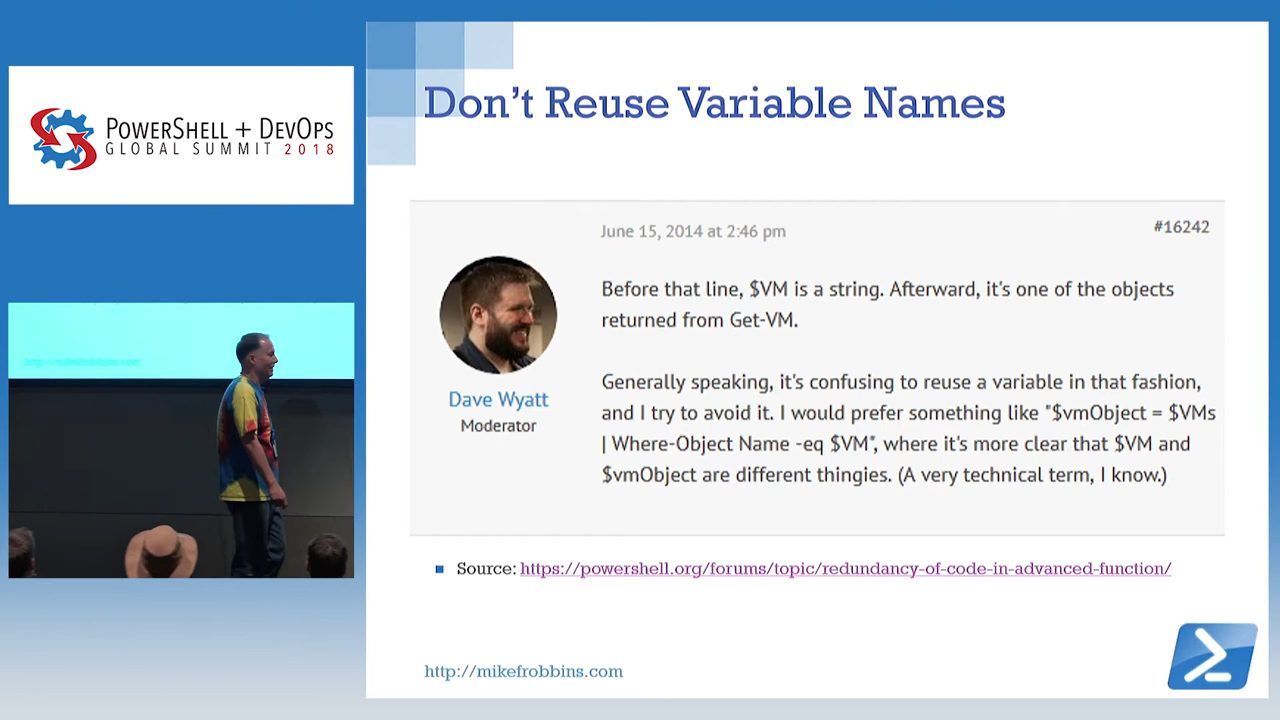 POWERSHELL + DEVOPS
GLOBAL SUMMIT 2018
http://mikefrobbins.com
Don't Reuse Variable Names
June 15, 2014 at 2:46 pm
#16242
Before that line, $VM is a string. Afterward, it's one of the objects
returned from Get-VM.
Generally speaking, it's confusing to reuse a variable in that fashion,
and I try to avoid it. I would prefer something like "$vmObject = $VMs
| Where-Object Name -eq $VM", where it's more clear that $VM and
$vmObject are different thingies. (A very technical term, I know.)
Dave Wyatt
Moderator
Source: https://powershell.org/forums/topic/redundancy-of-code-in-advanced-function/
http://mikefrobbins.com